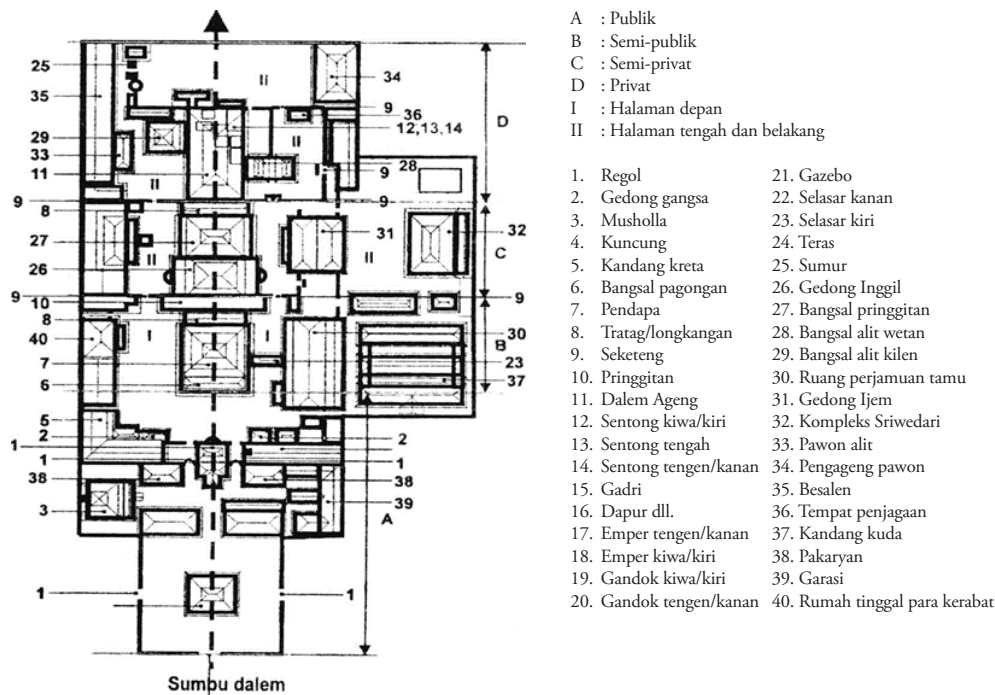 II
25
34
35
9
36
D
12,13,14
29
II
II
33
I
28
11
9
II
9
9
8
32
27
31
II
II
C
26
9
10
9
8
I
I
30
40
B
7
23
6
37
5
2
2
1
1
1
38
38
39
3
A
1
1
Sumbu dalem
A : Publik
B : Semi-publik
C : Semi-privat
D : Privat
I : Halaman depan
II : Halaman tengah dan belakang
1. Regol
2. Gedong gangsa
3. Musholla
4. Kuncung
5. Kandang kreta
6. Bangsal pagongan
7. Pendapa
8. Tratag/longkangan
9. Seketeng
10. Pringgitan
11. Dalem Ageng
12. Sentong kiwa/kiri
13. Sentong tengah
14. Sentong tengen/kanan
15. Gadri
16. Dapur dll.
17. Emper tengen/kanan
18. Emper kiwa/kiri
19. Gandok kiwa/kiri
20. Gandok tengen/kanan
21. Gazebo
22. Selasar kanan
23. Selasar kiri
24. Teras
25. Sumur
26. Gedong Inggil
27. Bangsal pringgitan
28. Bangsal alit wetan
29. Bangsal alit kilen
30. Ruang perjamuan tamu
31. Gedong Ijem
32. Kompleks Sriwedari
33. Pawon alit
34. Pengageng pawon
35. Besalen
36. Tempat penjagaan
37. Kandang kuda
38. Pakaryan
39. Garasi
40. Rumah tinggal para kerabat